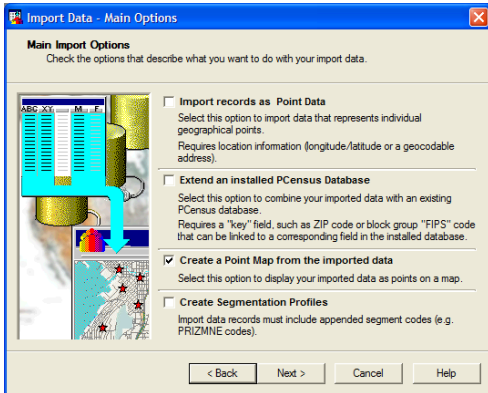 Import Data - Main Options
Main Import Options
Check the options that describe what you want to do with your import data.
ABC XY M F
Import records as Point Data
Select this option to import data that represents individual
geographical points.
Requires location information (longitude/latitude or a geocodable
address).
Extend an installed PCensus Database
Select this option to combine your imported data with an existing
PCensus database.
Requires a "key" field, such as ZIP code or block group "FIPS" code
that can be linked to a corresponding field in the installed database.
Create a Point Map from the imported data
Select this option to display your imported data as points on a map.
Create Segmentation Profiles
Import data records must include appended segment codes (e.g.
PRIZMNE codes).
< Back Next > Cancel Help